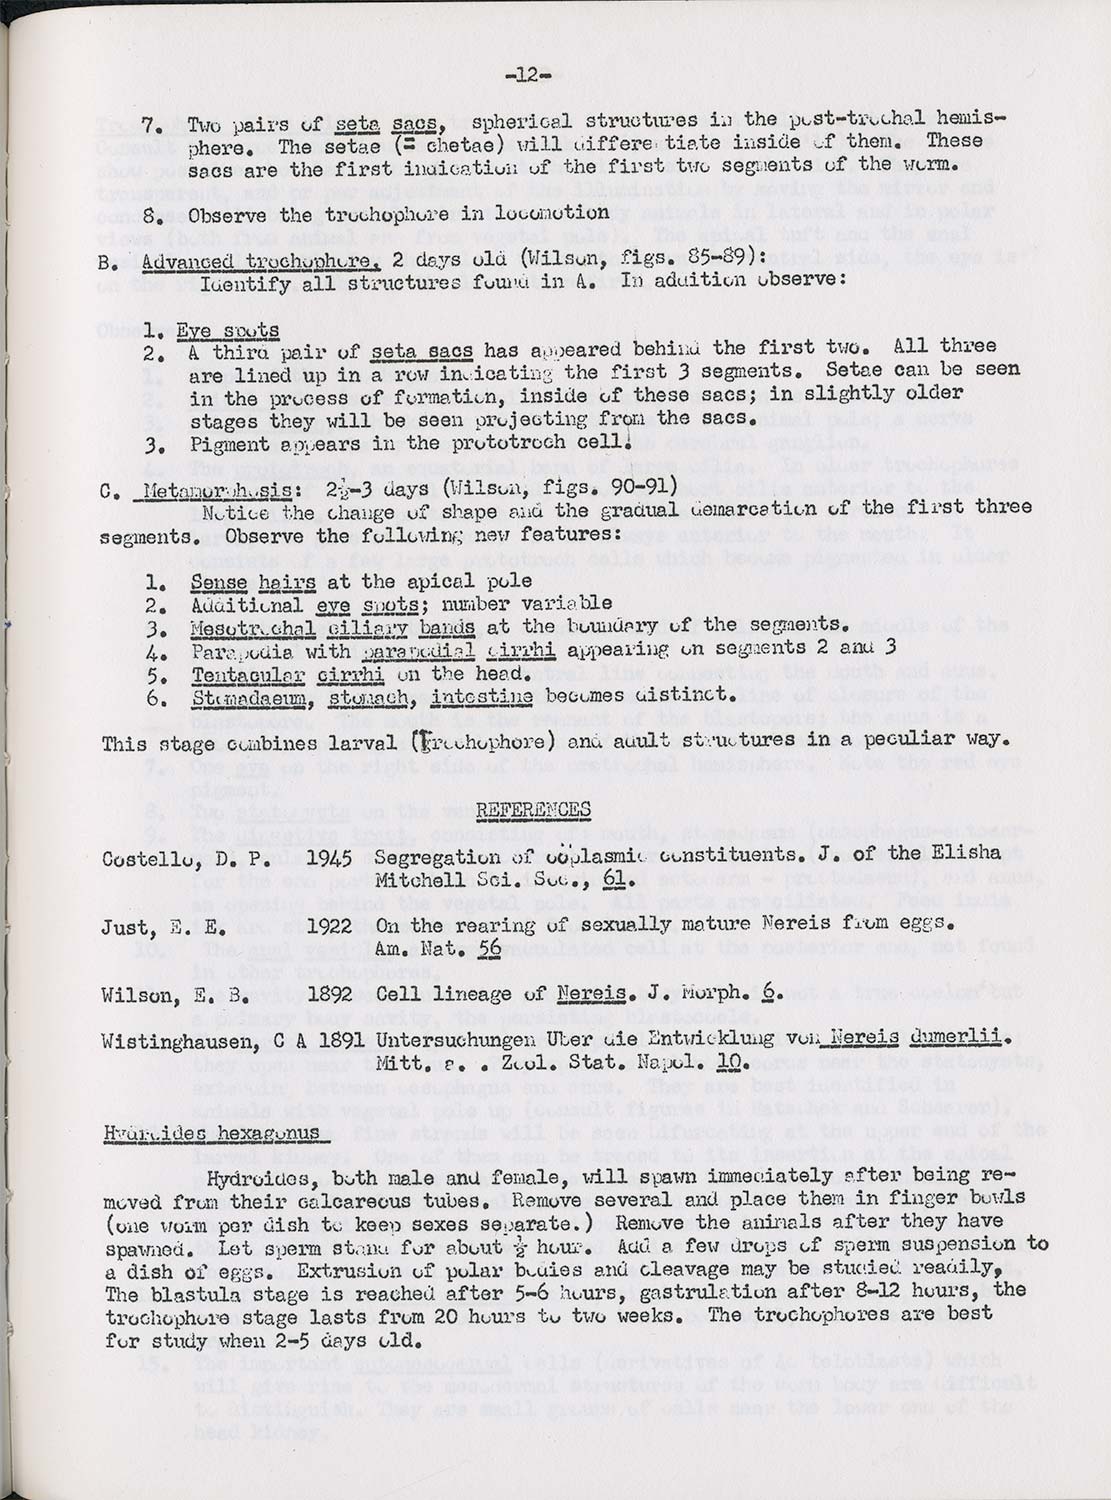 -12-
7. Two pairs of seta sacs, spherical structures in the post-trochal hemis-
phere. The setae (= chetae) will differentiate inside of them. These
sacs are the first indication of the first two segments of the worm.
8. Observe the trochophore in locomotion
B. Advanced trochophore, 2 days old (Wilson, figs. 85-89):
Identify all structures found in A. In addition observe:
1. Eye spots
2. A third pair of seta sacs has appeared behind the first two. All three
are lined up in a row indicating the first 3 segments. Setae can be seen
in the process of formation, inside of these sacs; in slightly older
stages they will be seen projecting from the sacs.
3. Pigment appears in the prototroch cell.
C. Metamorphosis: 2½-3 days (Wilson, figs. 90-91)
Notice the change of shape and the gradual demarcation of the first three
segments. Observe the following new features:
1. Sense hairs at the apical pole
2. Additional eye spots; number variable
3. Mesotrochal ciliary bands at the boundary of the segments.
4. Parapodia with parapodial cirrhi appearing on segments 2 and 3
5. Tentacular cirrhi on the head.
6. Stomadaeum, stomach, intestine becomes distinct.
This stage combines larval (trochophore) and adult structures in a peculiar way.
REFERENCES
Costello, D. P. 1945 Segregation of oöplasmic constituents. J. of the Elisha
Mitchell Sci. Soc., 61.
Just, E. E. 1922 On the rearing of sexually mature Nereis from eggs.
Am. Nat. 56
Wilson, E. B. 1892 Cell lineage of Nereis. J. Morph. 6.
Wistinghausen, C A 1891 Untersuchungen Uber die Entwicklung von Nereis dumerlii.
Mitt. a. . Zool. Stat. Napol. 10.
Hydroides hexagonus
Hydroides, both male and female, will spawn immediately after being re-
moved from their calcareous tubes. Remove several and place them in finger bowls
(one worm per dish to keep sexes separate.) Remove the animals after they have
spawned. Let sperm stand for about ½ hour. Add a few drops of sperm suspension to
a dish of eggs. Extrusion of polar bodies and cleavage may be studied readily,
The blastula stage is reached after 5-6 hours, gastrulation after 8-12 hours, the
trochophore stage lasts from 20 hours to two weeks. The trochophores are best
for study when 2-5 days old.